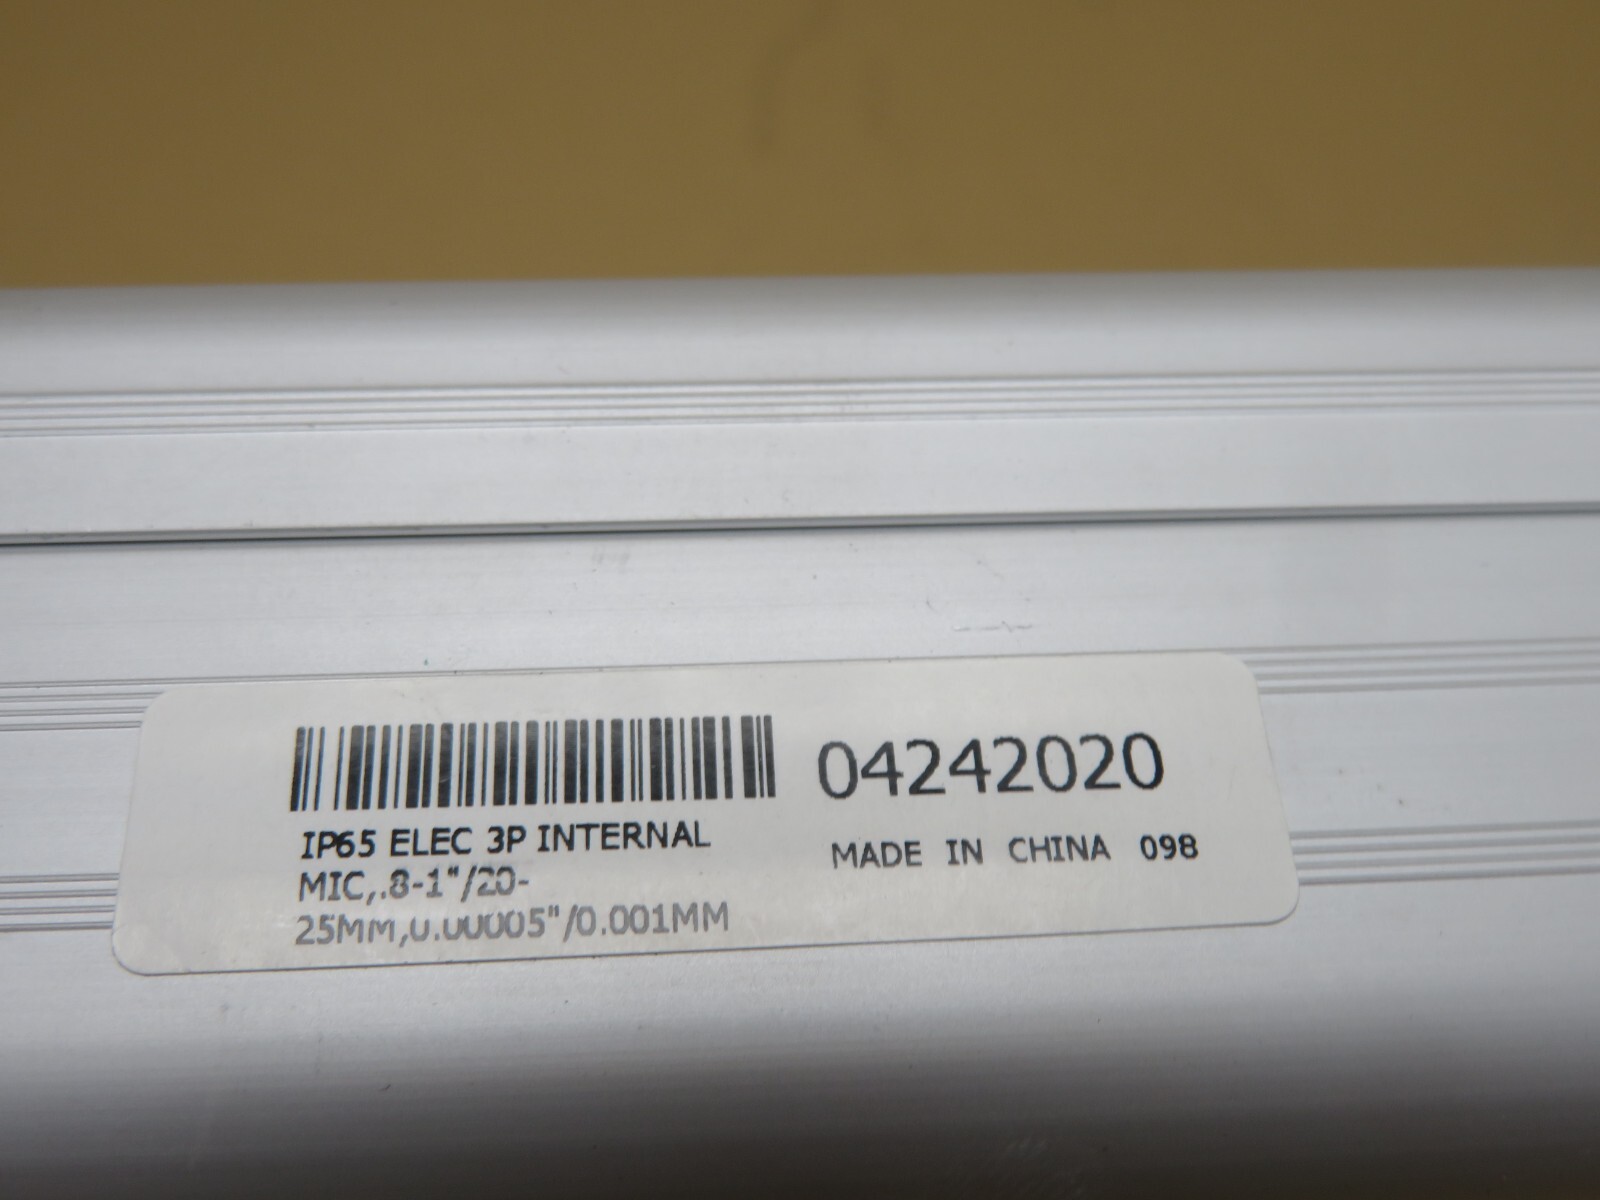 04242020
IP65 ELEC 3P INTERNAL
MIC,.8-1"/20-
25MM,0.00005"/0.001MM
MADE IN CHINA 098